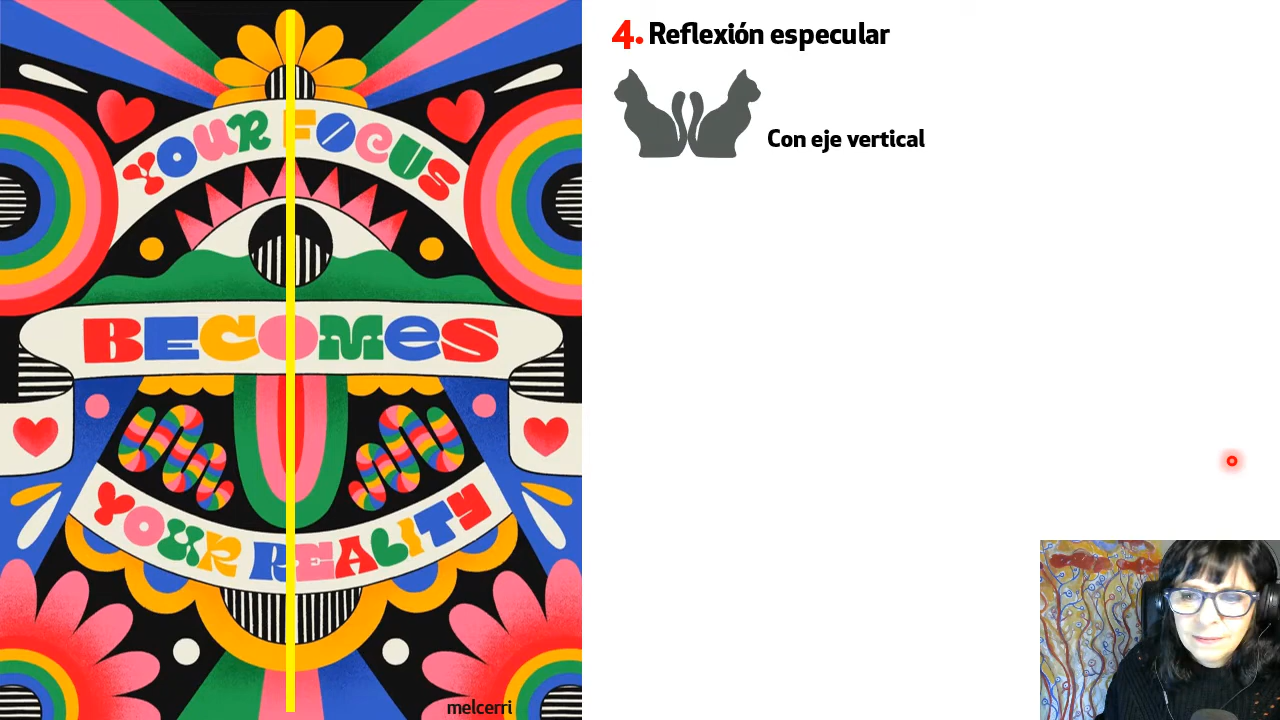 YOUR FOCUS
BECOMES
YOUR REALITY
melcerri
4. Reflexión especular
Con eje vertical